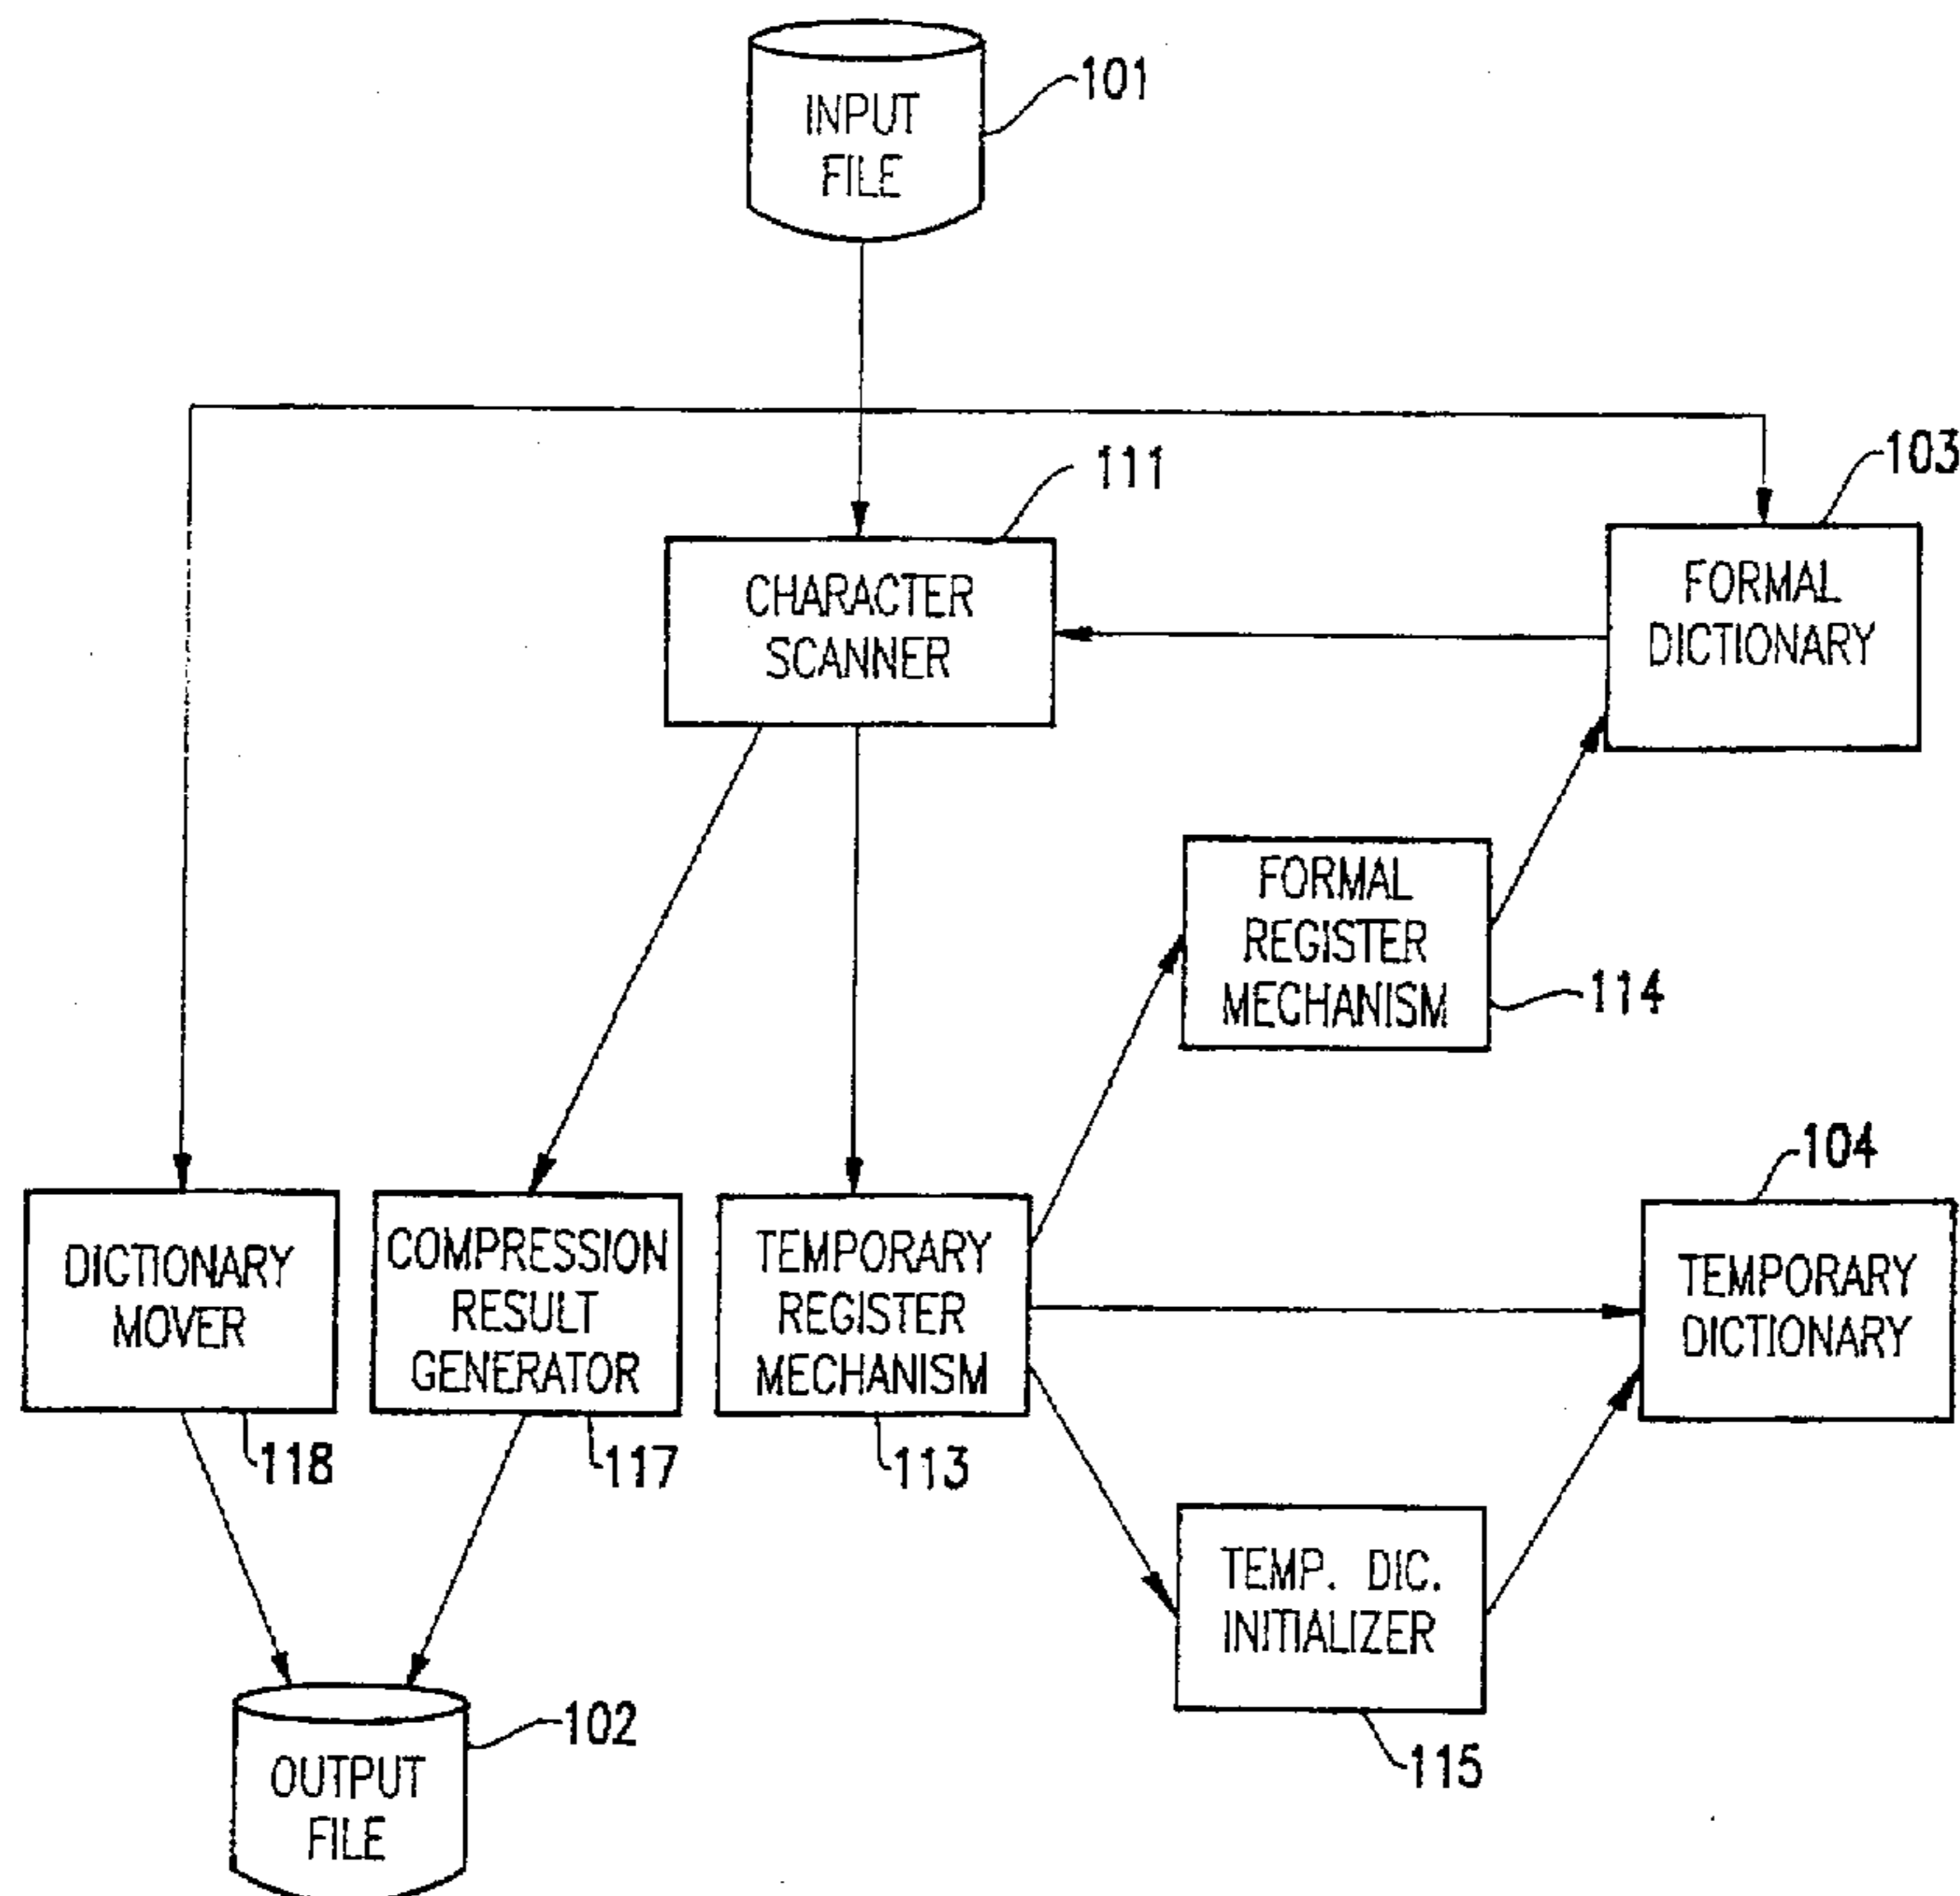 INPUT
FILE
101
111
103
CHARACTER
SCANNER
FORMAL
DICTIONARY
FORMAL
REGISTER
MECHANISM
114
104
DICTIONARY
MOVER
118
COMPRESSION
RESULT
GENERATOR
117
TEMPORARY
REGISTER
MECHANISM
113
TEMPORARY
DICTIONARY
TEMP. DIC.
INITIALIZER
115
OUTPUT
FILE
102